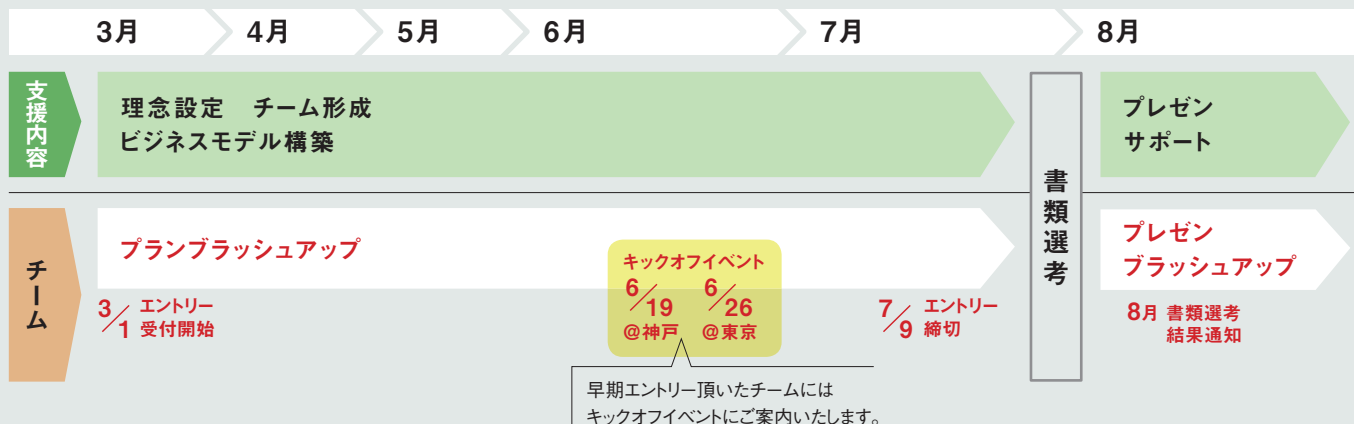 3月 4月 5月 6月 7月 8月
支援内容
理念設定　チーム形成
ビジネスモデル構築
書類選考
プレゼン
サポート
チーム
プランブラッシュアップ
3/1 エントリー
受付開始
キックオフイベント
6/19 6/26
@神戸 @東京
7/9 エントリー
締切
プレゼン
ブラッシュアップ
8月 書類選考
結果通知
早期エントリー頂いたチームには
キックオフイベントにご案内いたします。